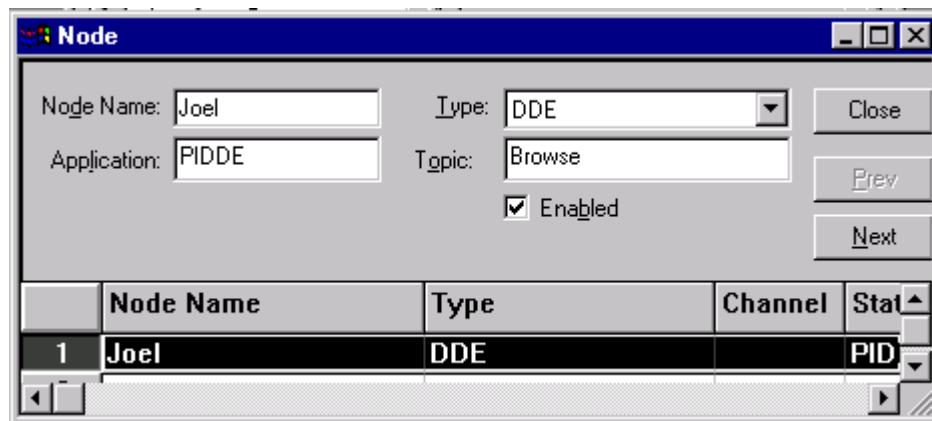 Node
Node Name: Joel Type: DDE Close
Application: PIDDE Topic: Browse Prev
Enabled Next
Node Name Type Channel
1 Joel DDE PID